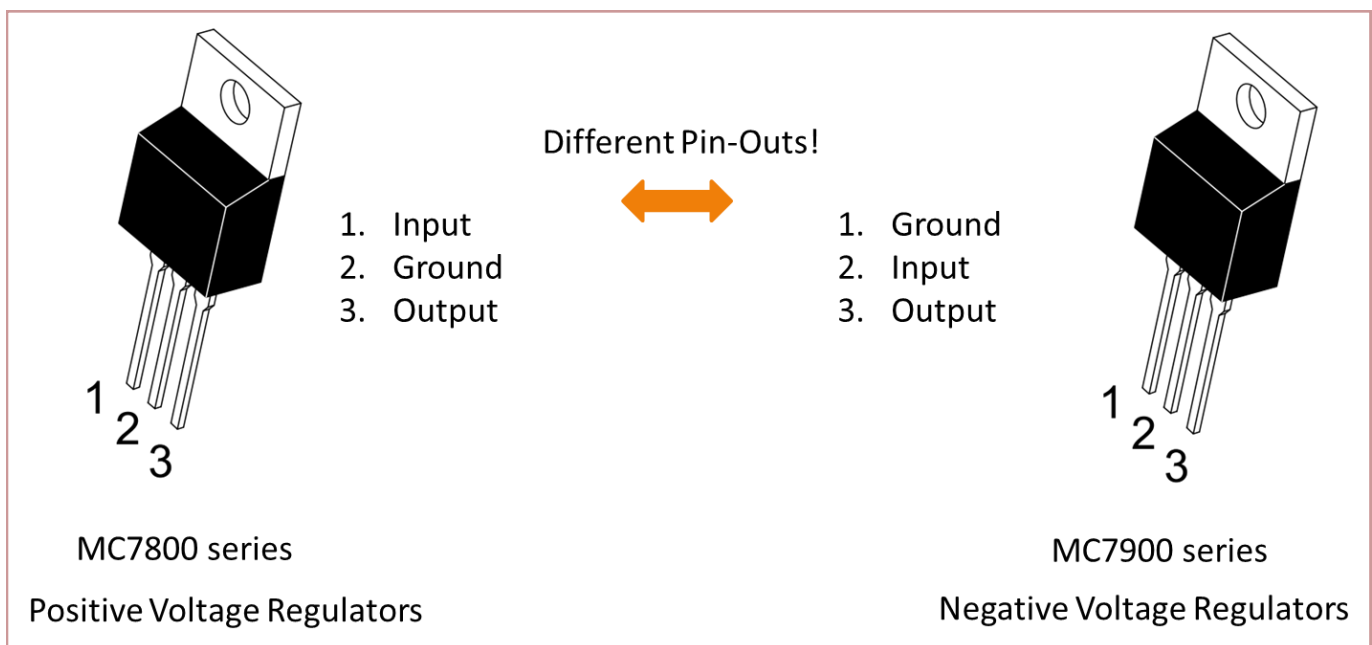 Different Pin-Outs!
1. Input
2. Ground
3. Output
1. Ground
2. Input
3. Output
1
2
3
1
2
3
MC7800 series
Positive Voltage Regulators
MC7900 series
Negative Voltage Regulators